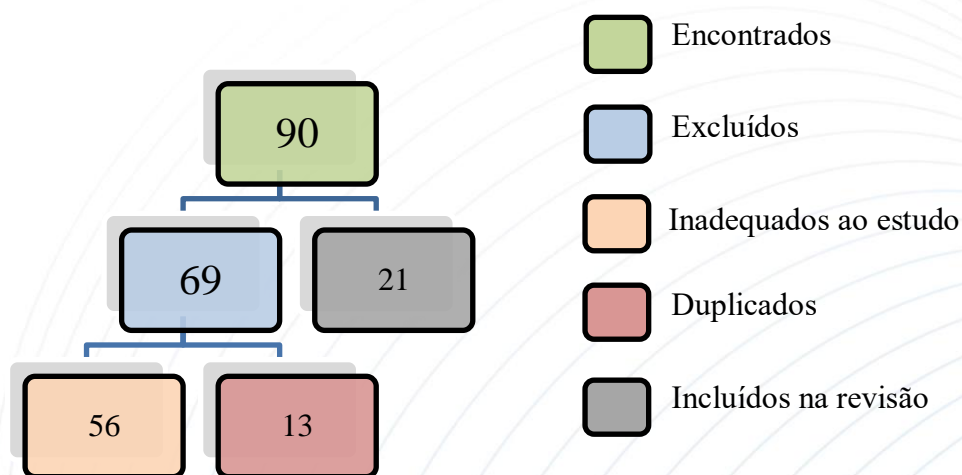 Encontrados
90
Excluídos
Inadequados ao estudo
69
21
Duplicados
Incluídos na revisão
56
13